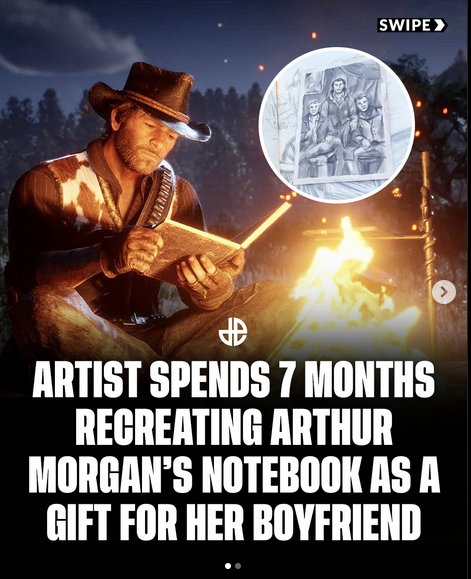 SWIPE
ARTIST SPENDS 7 MONTHS
RECREATING ARTHUR
MORGAN'S NOTEBOOK AS A
GIFT FOR HER BOYFRIEND